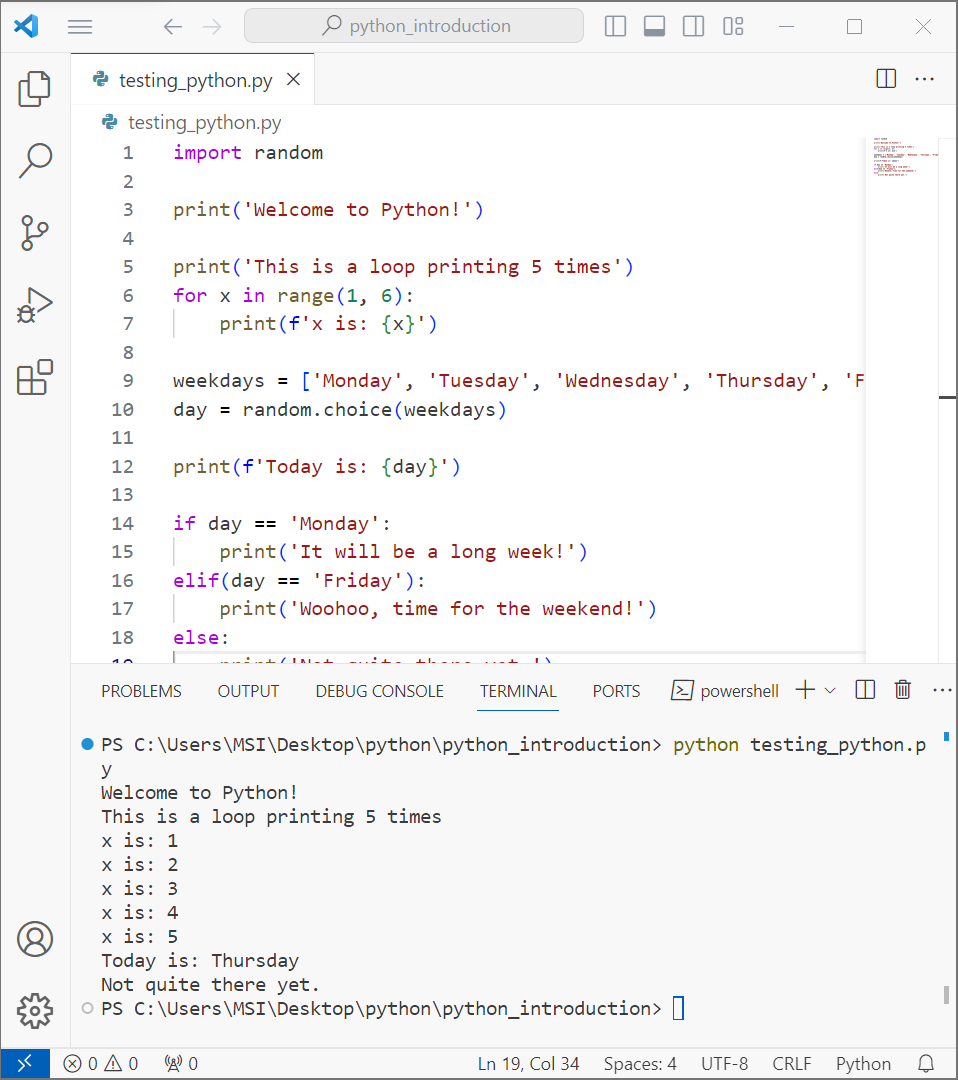 python_introduction
testing_python.py
testing_python.py
1 import random
2
3 print('Welcome to Python!')
4
5 print('This is a loop printing 5 times')
6 for x in range(1, 6):
7     print(f'x is: {x}')
8
9 weekdays = ['Monday', 'Tuesday', 'Wednesday', 'Thursday', 'F
10 day = random.choice(weekdays)
11
12 print(f'Today is: {day}')
13
14 if day == 'Monday':
15     print('It will be a long week!')
16 elif(day == 'Friday'):
17     print('Woohoo, time for the weekend!')
18 else:
19     print('Not quite there yet.')
PROBLEMS OUTPUT DEBUG CONSOLE TERMINAL PORTS powershell
PS C:\Users\MSI\Desktop\python\python_introduction> python testing_python.p
y
Welcome to Python!
This is a loop printing 5 times
x is: 1
x is: 2
x is: 3
x is: 4
x is: 5
Today is: Thursday
Not quite there yet.
PS C:\Users\MSI\Desktop\python\python_introduction>
0 0 0 Ln 19, Col 34 Spaces: 4 UTF-8 CRLF Python